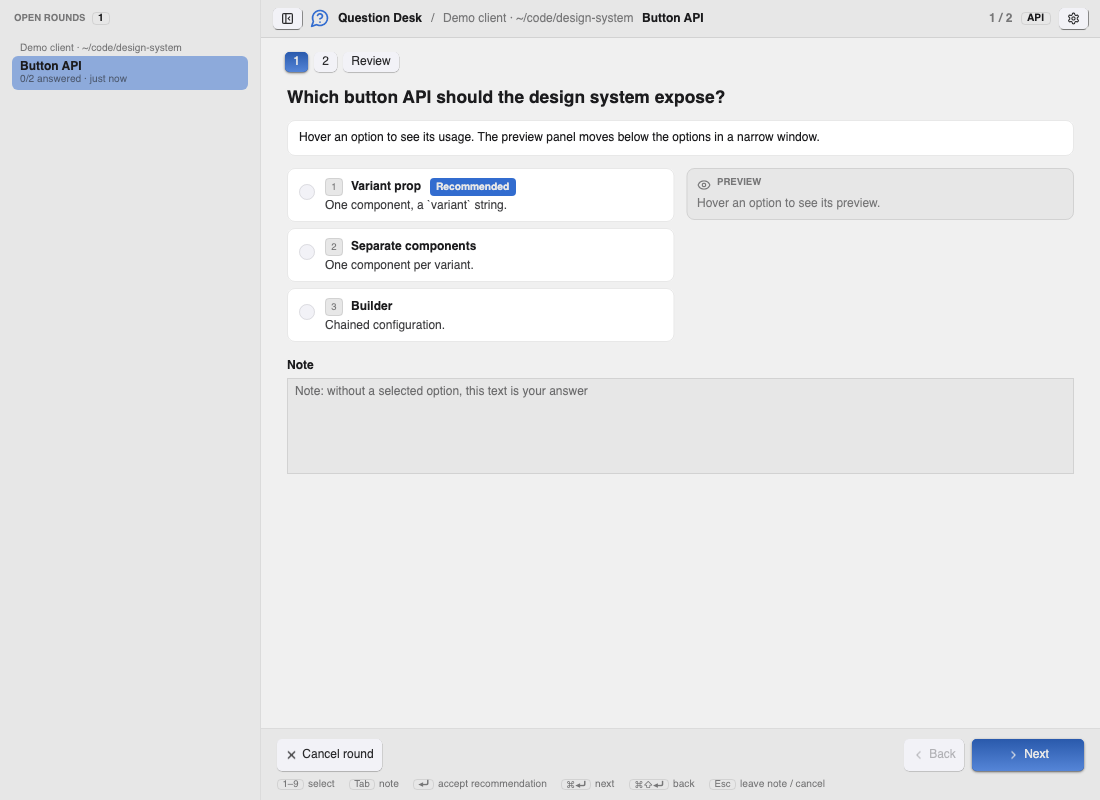 OPEN ROUNDS 1
Demo client · ~/code/design-system
Button API
0/2 answered · just now
Question Desk / Demo client · ~/code/design-system Button API
1 / 2 API
1 2 Review
Which button API should the design system expose?
Hover an option to see its usage. The preview panel moves below the options in a narrow window.
1 Variant prop Recommended
One component, a `variant` string.
2 Separate components
One component per variant.
3 Builder
Chained configuration.
PREVIEW
Hover an option to see its preview.
Note
Note: without a selected option, this text is your answer
Cancel round
Back
Next
1–9 select Tab note ↵ accept recommendation ⌘↵ next ⌘⇧↵ back Esc leave note / cancel